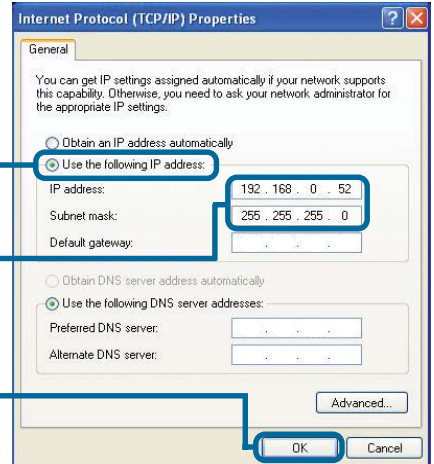 Internet Protocol (TCP/IP) Properties
General
You can get IP settings assigned automatically if your network supports
this capability. Otherwise, you need to ask your network administrator for
the appropriate IP settings.
Obtain an IP address automatically
Use the following IP address:
IP address: 192 . 168 . 0 . 52
Subnet mask: 255 . 255 . 255 . 0
Default gateway: . . .
Obtain DNS server address automatically
Use the following DNS server addresses:
Preferred DNS server: . . .
Alternate DNS server: . . .
Advanced...
OK Cancel